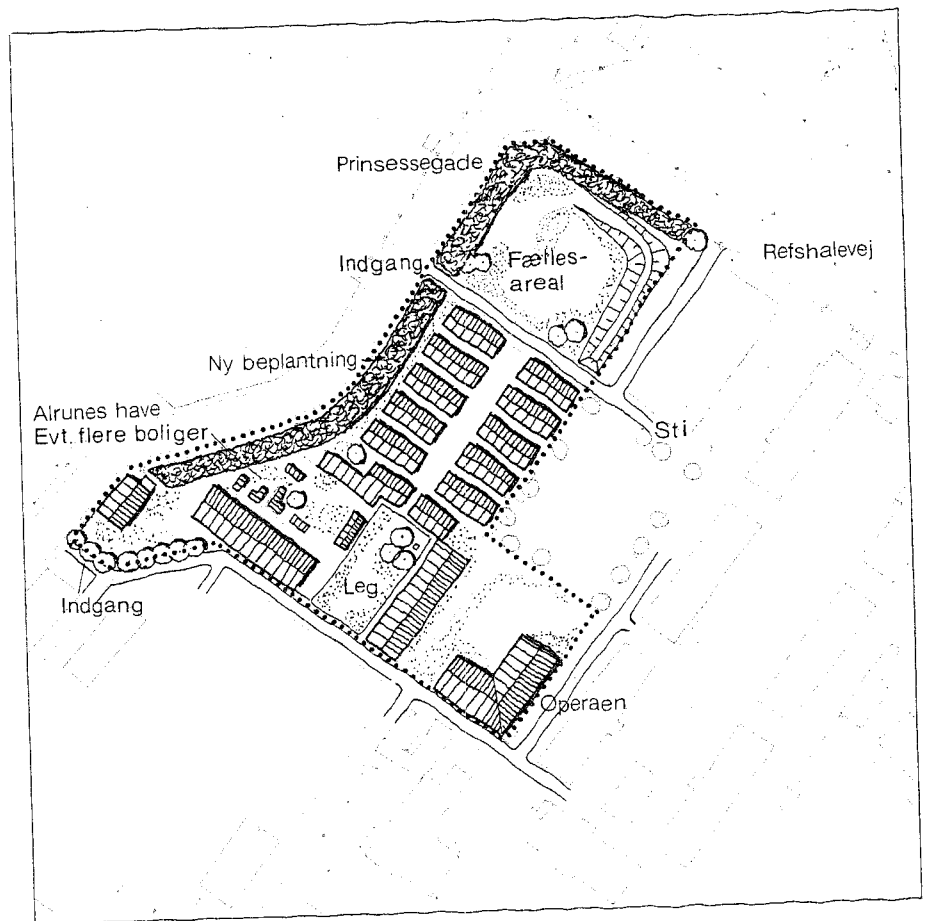 Prinsessegade
Refshalevej
Indgang
Fælles-
areal
Ny beplantning
Alrunes have
Evt. flere boliger
Sti
Leg
Indgang
Operaen